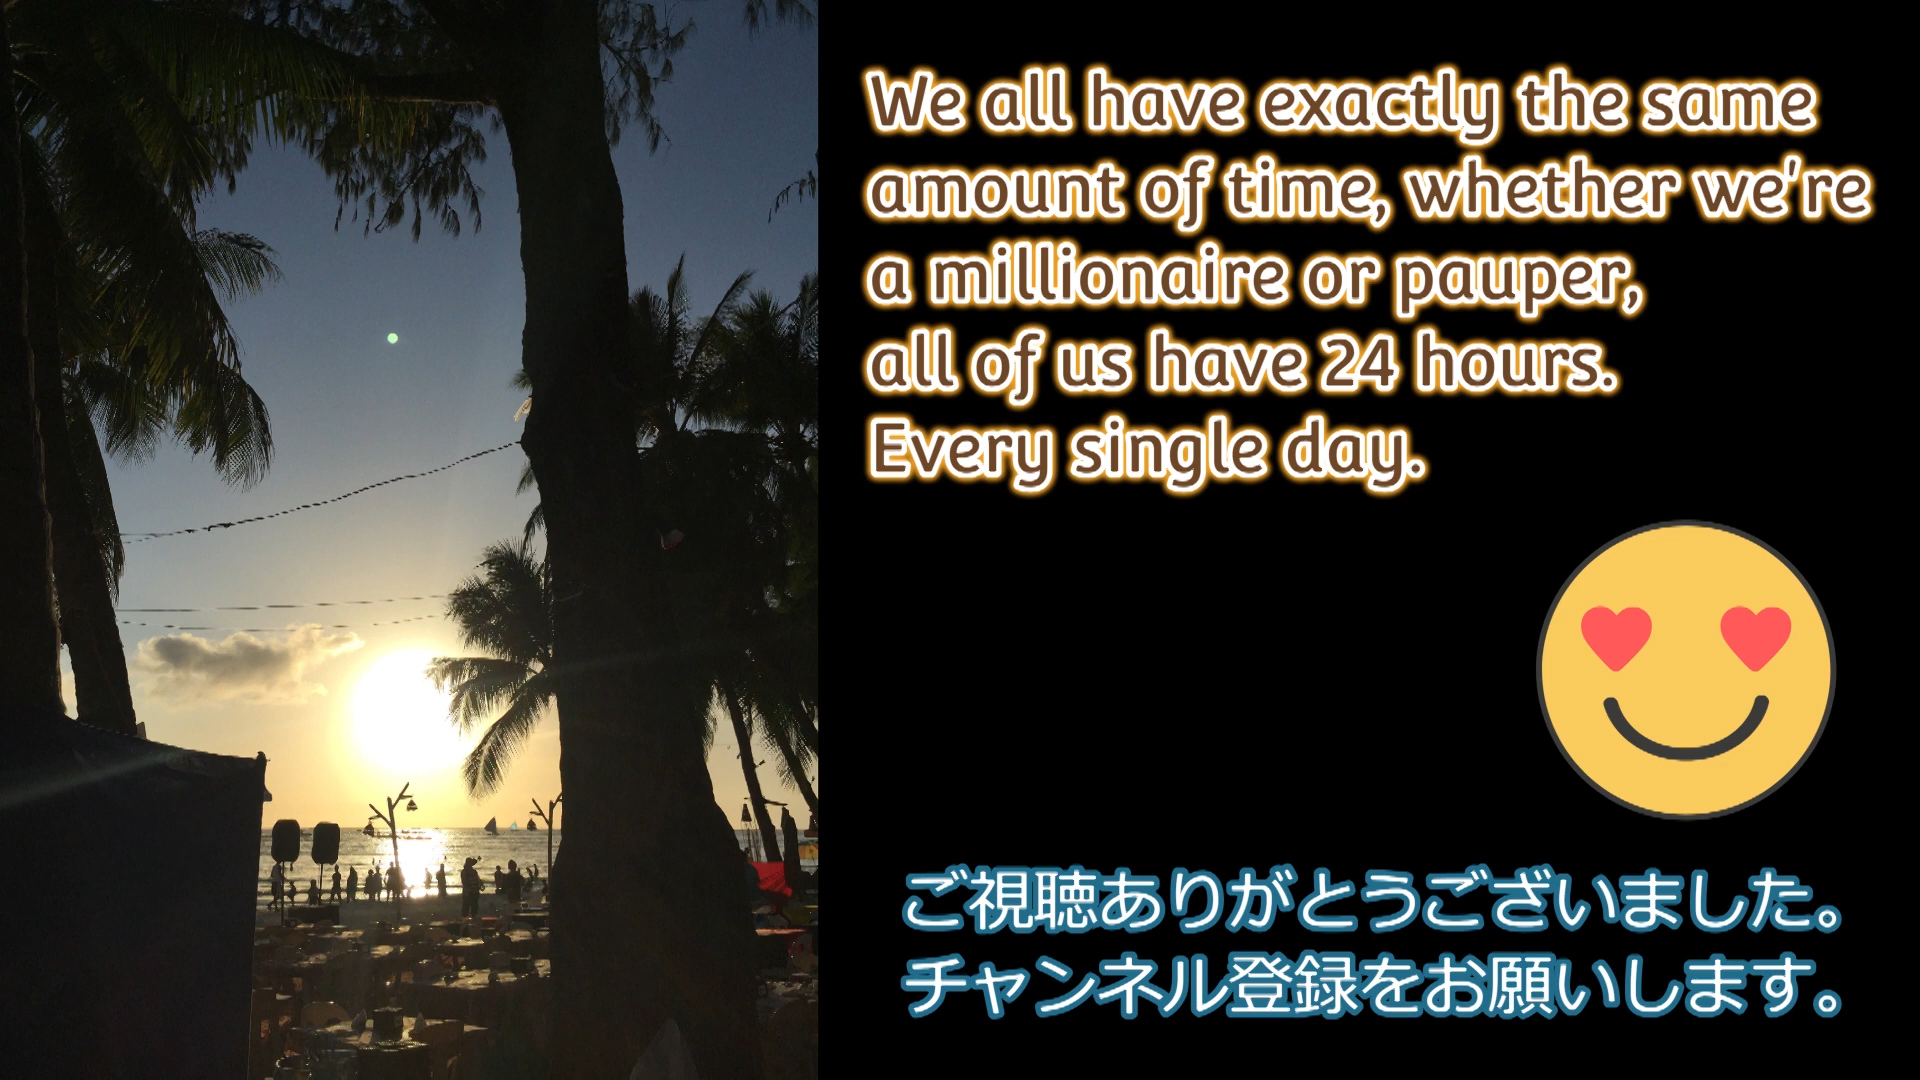 We all have exactly the same
amount of time, whether we're
a millionaire or pauper,
all of us have 24 hours.
Every single day.
ご視聴ありがとうございました。
チャンネル登録をお願いします。